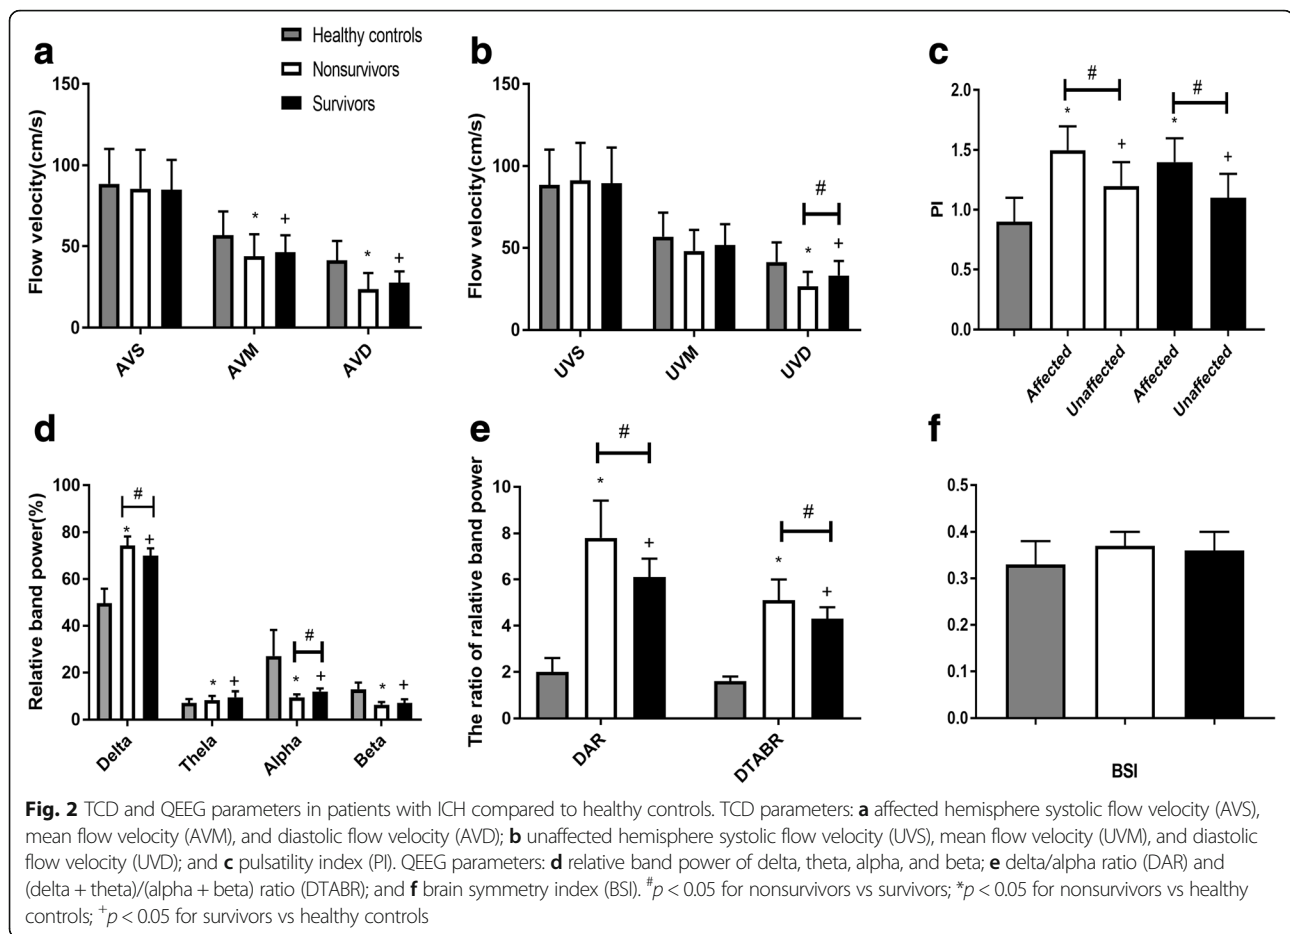 a
Healthy controls
Nonsurvivors
Survivors
Flow velocity(cm/s)
150
100
50
0
AVS
AVM
AVD
*
+
*
+
b
Flow velocity(cm/s)
150
100
50
0
UVS
UVM
UVD
#
*
+
c
PI
2.0
1.5
1.0
0.5
0.0
#
#
*
+
*
+
Affected
Unaffected
Affected
Unaffected
d
Relative band power(%)
100
80
60
40
20
0
#
*
+
*
+
#
*
+
*
+
Delta
Thela
Alpha
Beta
e
The ratio of ralative band power
10
8
6
4
2
0
#
*
+
#
*
+
DAR
DTABR
f
0.5
0.4
0.3
0.2
0.1
0.0
BSI
Fig. 2 TCD and QEEG parameters in patients with ICH compared to healthy controls. TCD parameters: a affected hemisphere systolic flow velocity (AVS),
mean flow velocity (AVM), and diastolic flow velocity (AVD); b unaffected hemisphere systolic flow velocity (UVS), mean flow velocity (UVM), and diastolic
flow velocity (UVD); and c pulsatility index (PI). QEEG parameters: d relative band power of delta, theta, alpha, and beta; e delta/alpha ratio (DAR) and
(delta + theta)/(alpha + beta) ratio (DTABR); and f brain symmetry index (BSI). #p < 0.05 for nonsurvivors vs survivors; *p < 0.05 for nonsurvivors vs healthy
controls; +p < 0.05 for survivors vs healthy controls